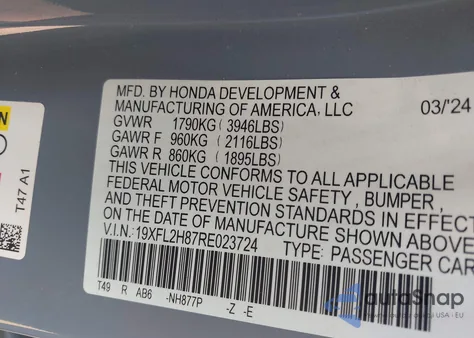 MFD. BY HONDA DEVELOPMENT &
MANUFACTURING OF AMERICA, LLC 03/'24
GVWR 1790KG (3946LBS)
GAWR F 960KG (2116LBS)
GAWR R 860KG (1895LBS)
THIS VEHICLE CONFORMS TO ALL APPLICABLE
FEDERAL MOTOR VEHICLE SAFETY, BUMPER,
AND THEFT PREVENTION STANDARDS IN EFFECT
ON THE DATE OF MANUFACTURE SHOWN ABOVE
V.I.N.:19XFL2H87RE023724 TYPE: PASSENGER CAR
T49 R AB6 -NH877P -Z -E
T47 A1
autoSnap